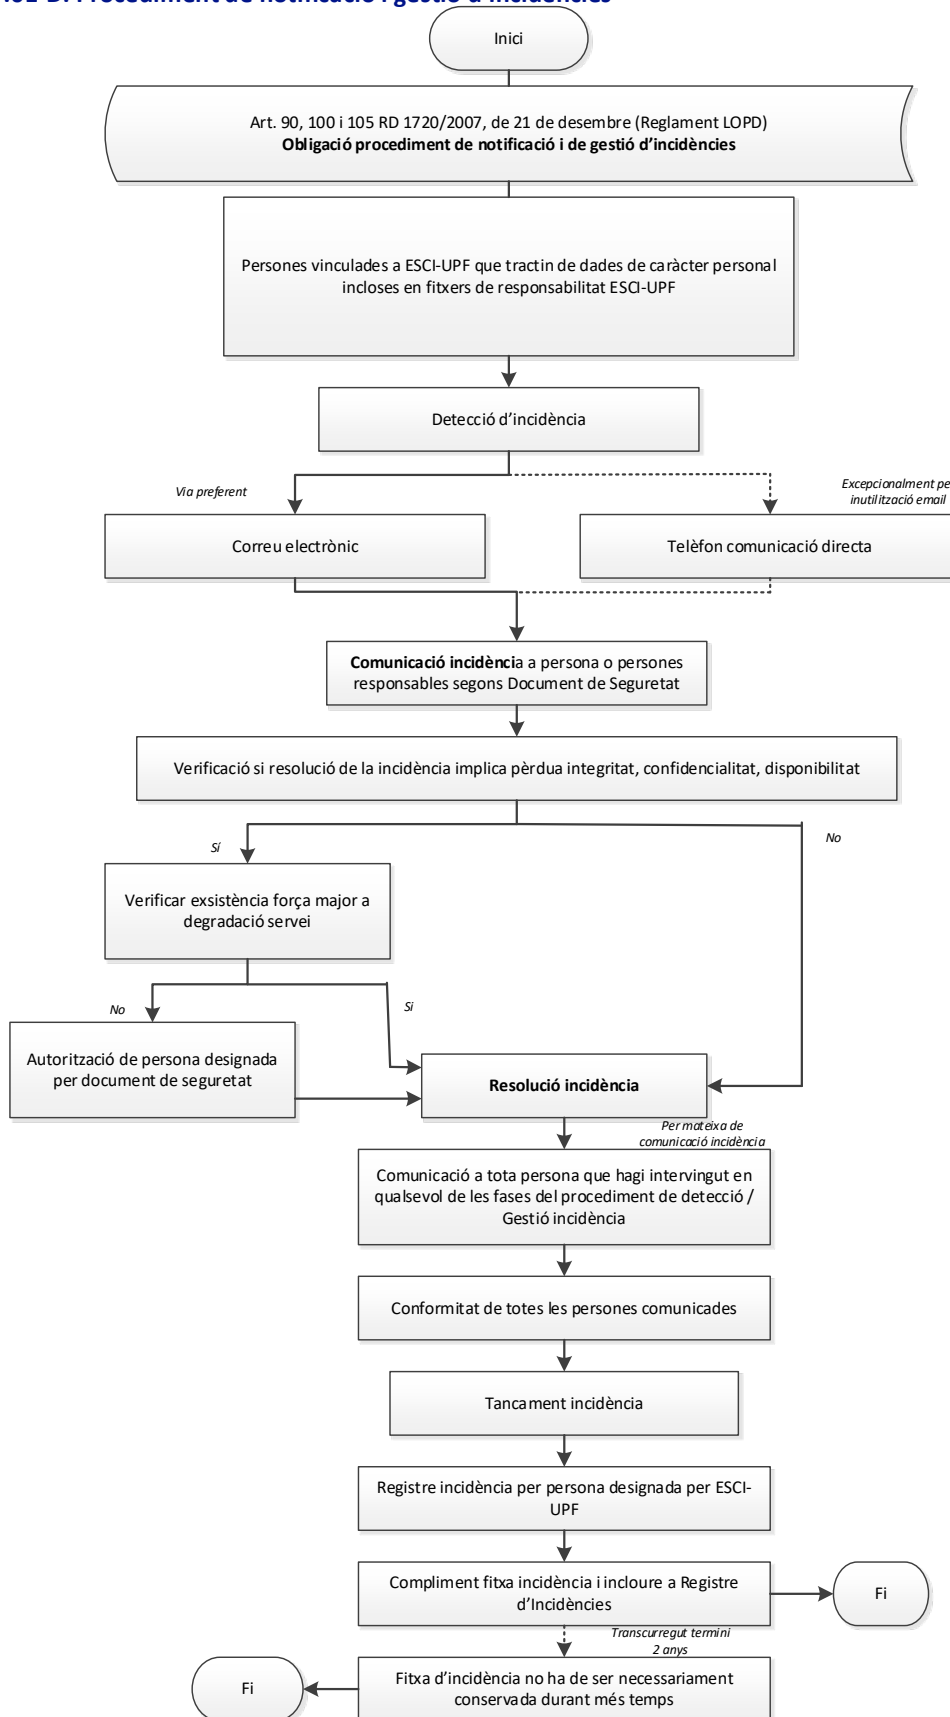 Procediment de notificació i gestió d'incidències
Inici
Art. 90, 100 i 105 RD 1720/2007, de 21 de desembre (Reglament LOPD)
Obligació procediment de notificació i de gestió d'incidències
Persones vinculades a ESCI-UPF que tractin de dades de caràcter personal
incloses en fitxers de responsabilitat ESCI-UPF
Detecció d'incidència
Via preferent
Excepcionalment pe
inutilització email
Correu electrònic
Telèfon comunicació directa
Comunicació incidència a persona o persones
responsables segons Document de Seguretat
Verificació si resolució de la incidència implica pèrdua integritat, confidencialitat, disponibilitat
Sí
No
Verificar exsistència força major a
degradació servei
No
Si
Autorització de persona designada
per document de seguretat
Resolució incidència
Per mateixa de
comunicació incidència
Comunicació a tota persona que hagi intervingut en
qualsevol de les fases del procediment de detecció /
Gestió incidència
Conformitat de totes les persones comunicades
Tancament incidència
Registre incidència per persona designada per ESCI-
UPF
Compliment fitxa incidència i incloure a Registre
d'Incidències
Fi
Transcurregut termini
2 anys
Fitxa d'incidència no ha de ser necessariament
conservada durant més temps
Fi